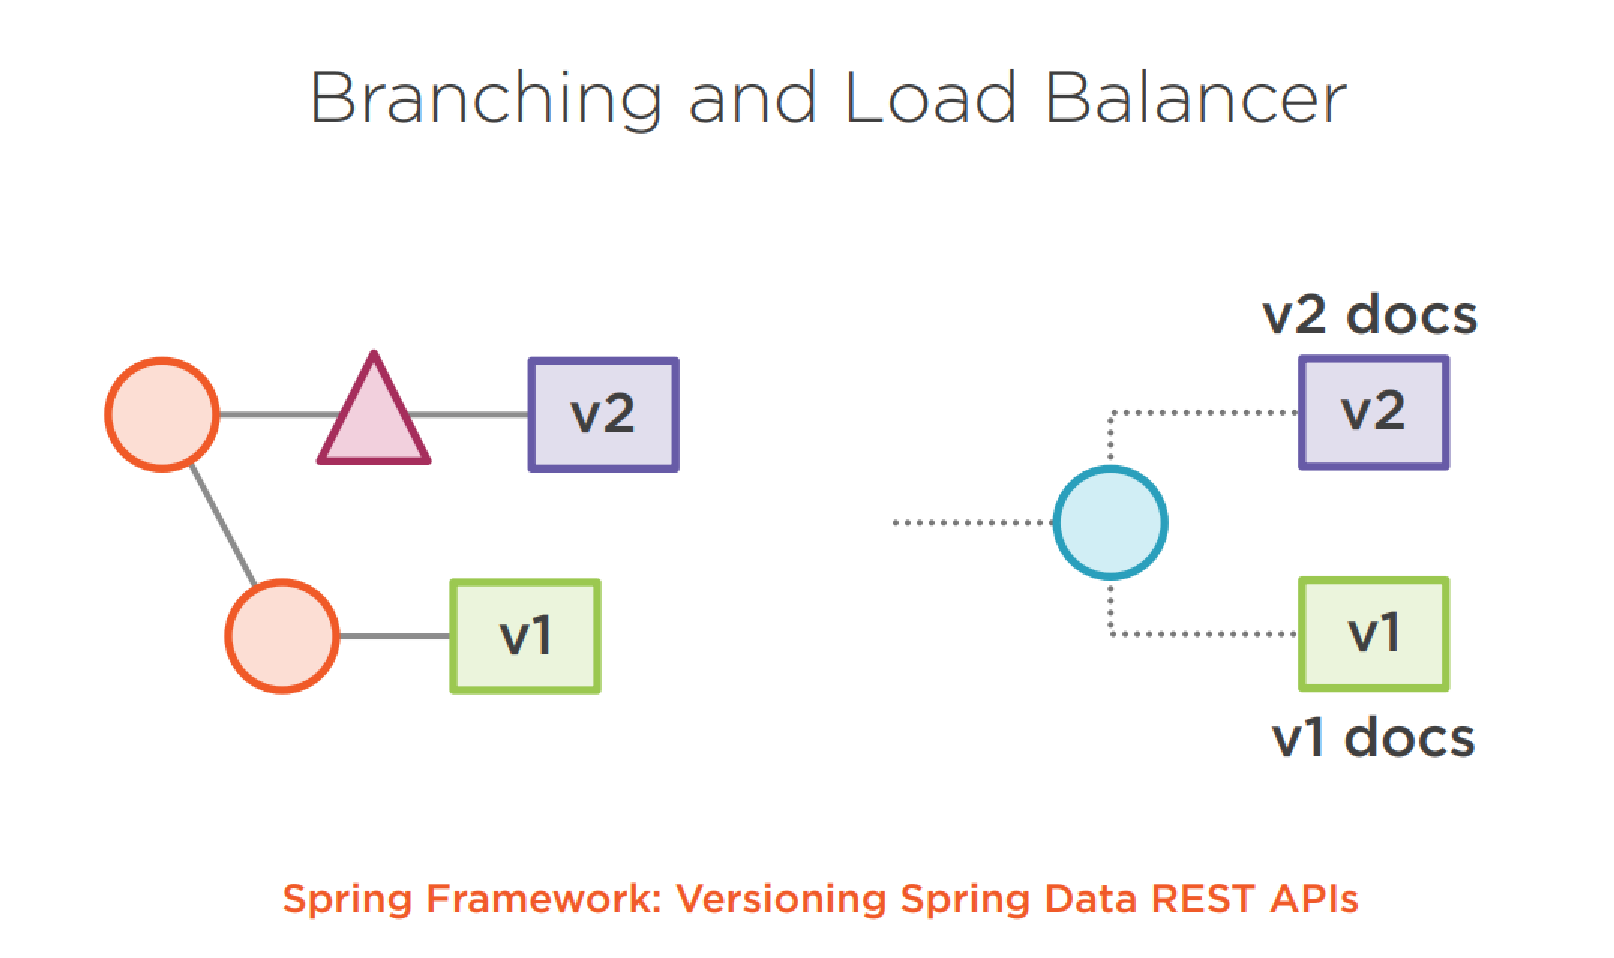 Branching and Load Balancer
v2
v1
v2 docs
v2
v1
v1 docs
Spring Framework: Versioning Spring Data REST APIs